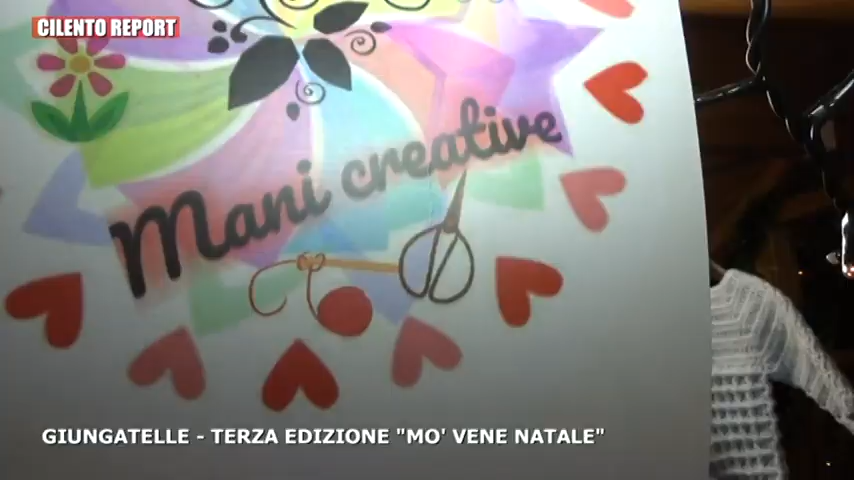 CILENTO REPORT
Mani creative
GIUNGATELLE - TERZA EDIZIONE "MO' VENE NATALE"